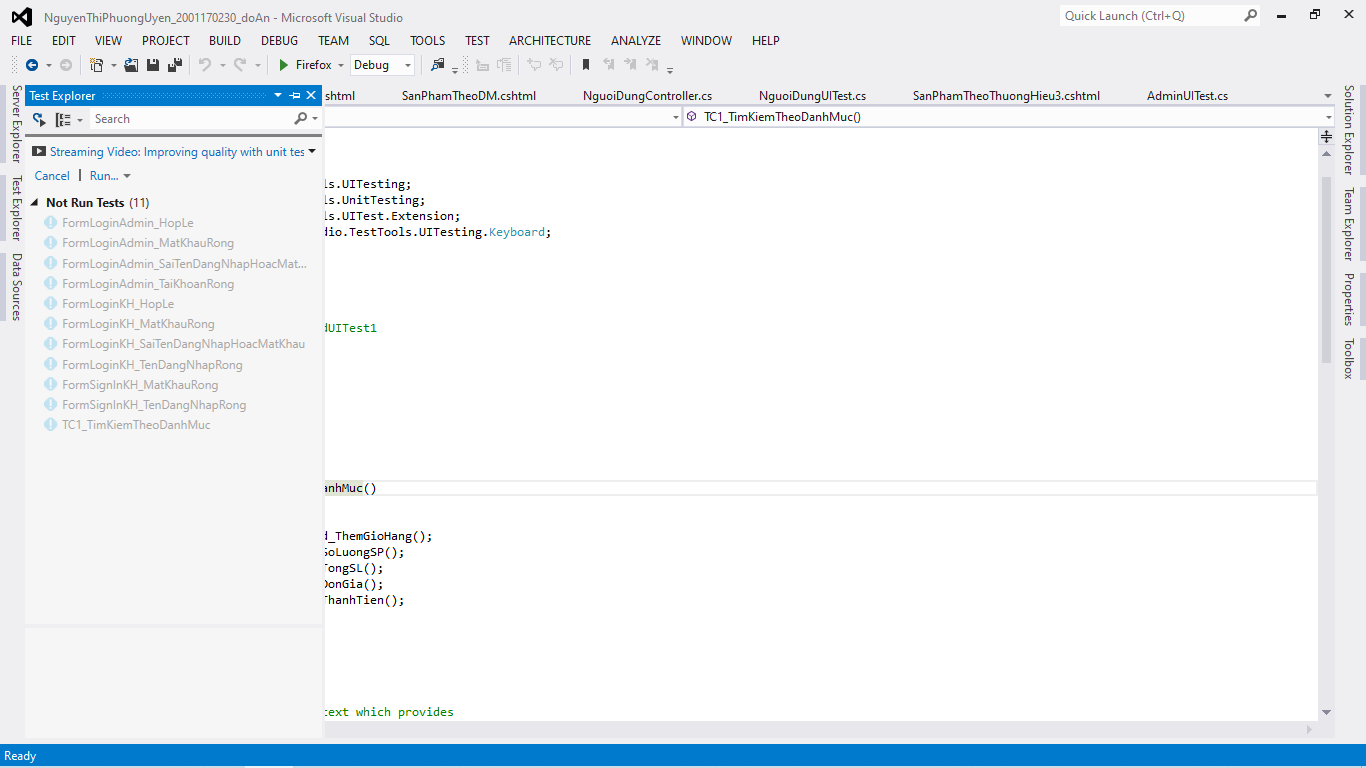 NguyenThiPhuongUyen_2001170230_doAn - Microsoft Visual Studio
Quick Launch (Ctrl+Q)
FILE EDIT VIEW PROJECT BUILD DEBUG TEAM SQL TOOLS TEST ARCHITECTURE ANALYZE WINDOW HELP
Firefox Debug
Server Explorer
Test Explorer
Data Sources
Test Explorer
Search
Streaming Video: Improving quality with unit tes
Cancel | Run...
Not Run Tests (11)
FormLoginAdmin_HopLe
FormLoginAdmin_MatKhauRong
FormLoginAdmin_SaiTenDangNhapHoacMat...
FormLoginAdmin_TaiKhoanRong
FormLoginKH_HopLe
FormLoginKH_MatKhauRong
FormLoginKH_SaiTenDangNhapHoacMatKhau
FormLoginKH_TenDangNhapRong
FormSignInKH_MatKhauRong
FormSignInKH_TenDangNhapRong
TC1_TimKiemTheoDanhMuc
shtml SanPhamTheoDM.cshtml NguoiDungController.cs NguoiDungUITest.cs SanPhamTheoThuongHieu3.cshtml AdminUITest.cs
TC1_TimKiemTheoDanhMuc()
ls.UITesting;
ls.UnitTesting;
ls.UITest.Extension;
dio.TestTools.UITesting.Keyboard;
dUITest1
anhMuc()
d_ThemGioHang();
SoLuongSP();
TongSL();
DonGia();
ThanhTien();
text which provides
Solution Explorer
Team Explorer
Properties
Toolbox
Ready